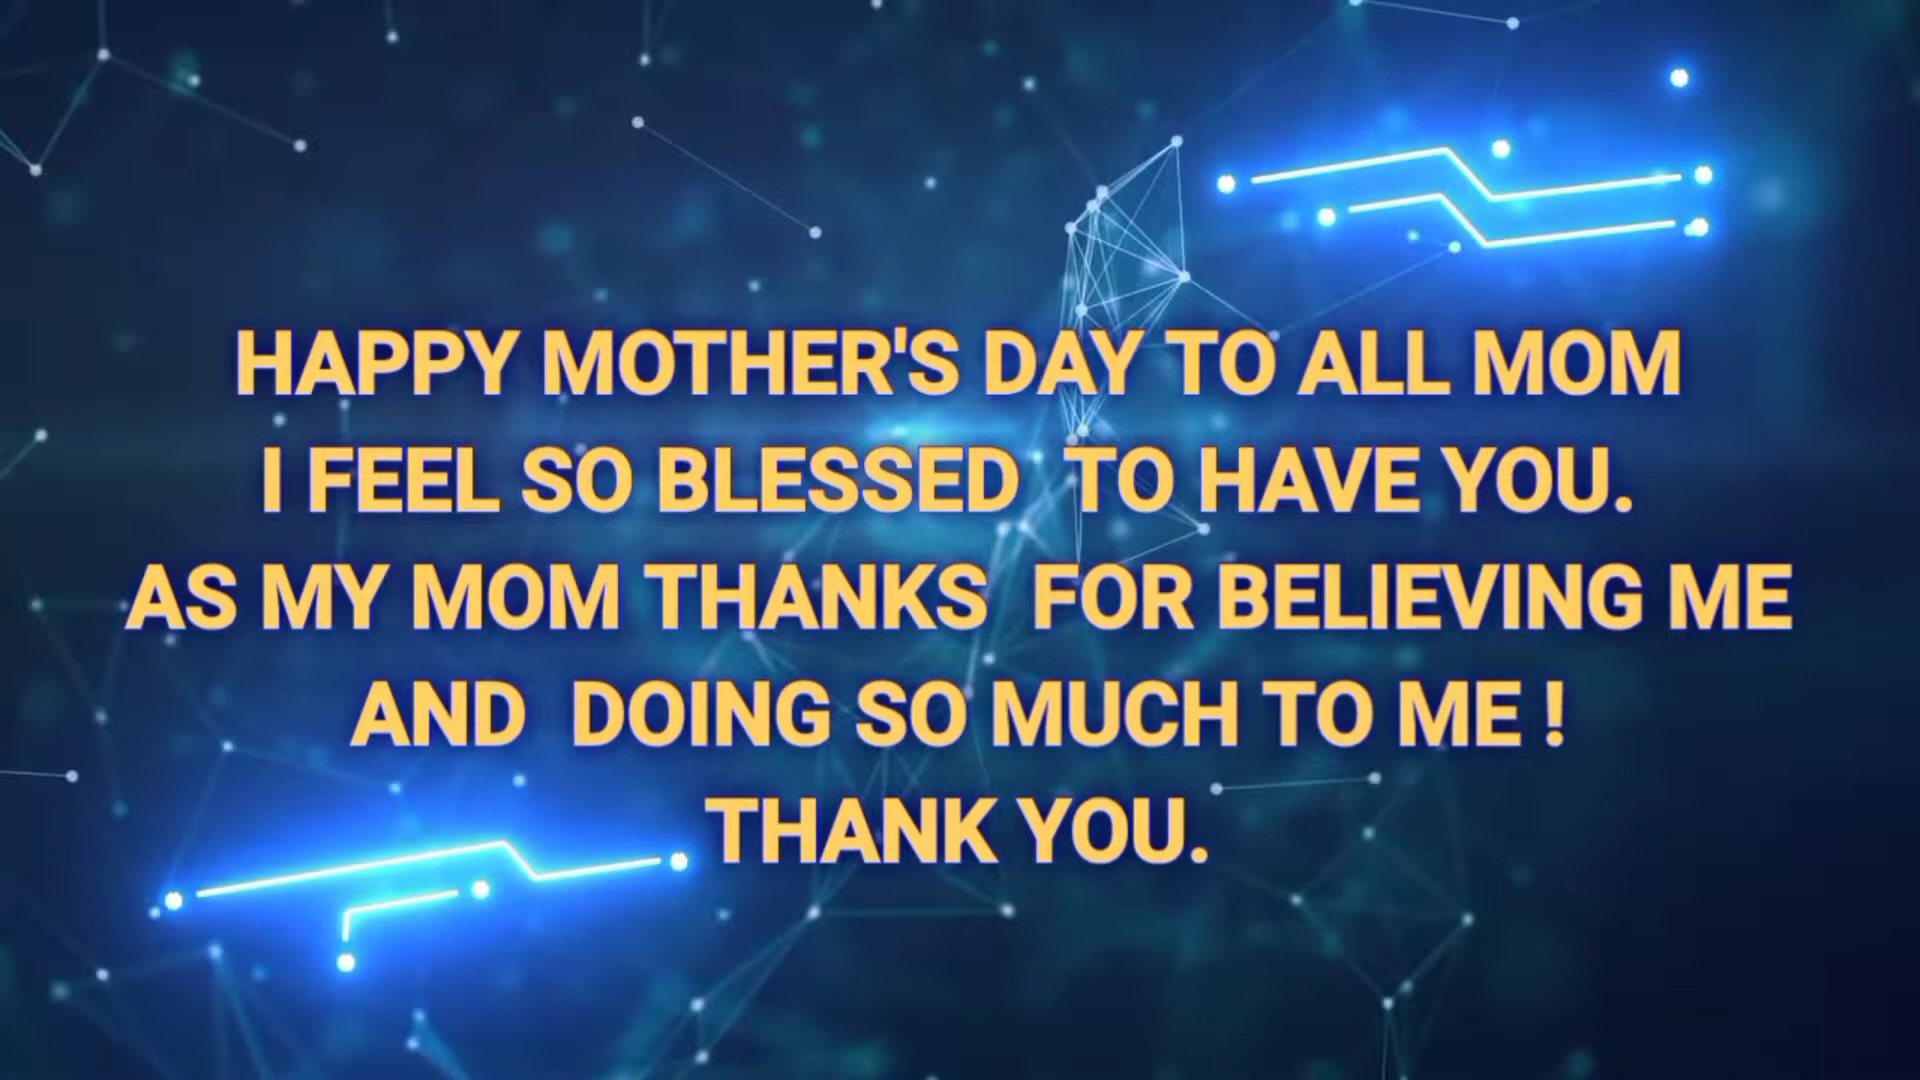 HAPPY MOTHER'S DAY TO ALL MOM
I FEEL SO BLESSED  TO HAVE YOU.
AS MY MOM THANKS  FOR BELIEVING ME
AND  DOING SO MUCH TO ME !
THANK YOU.